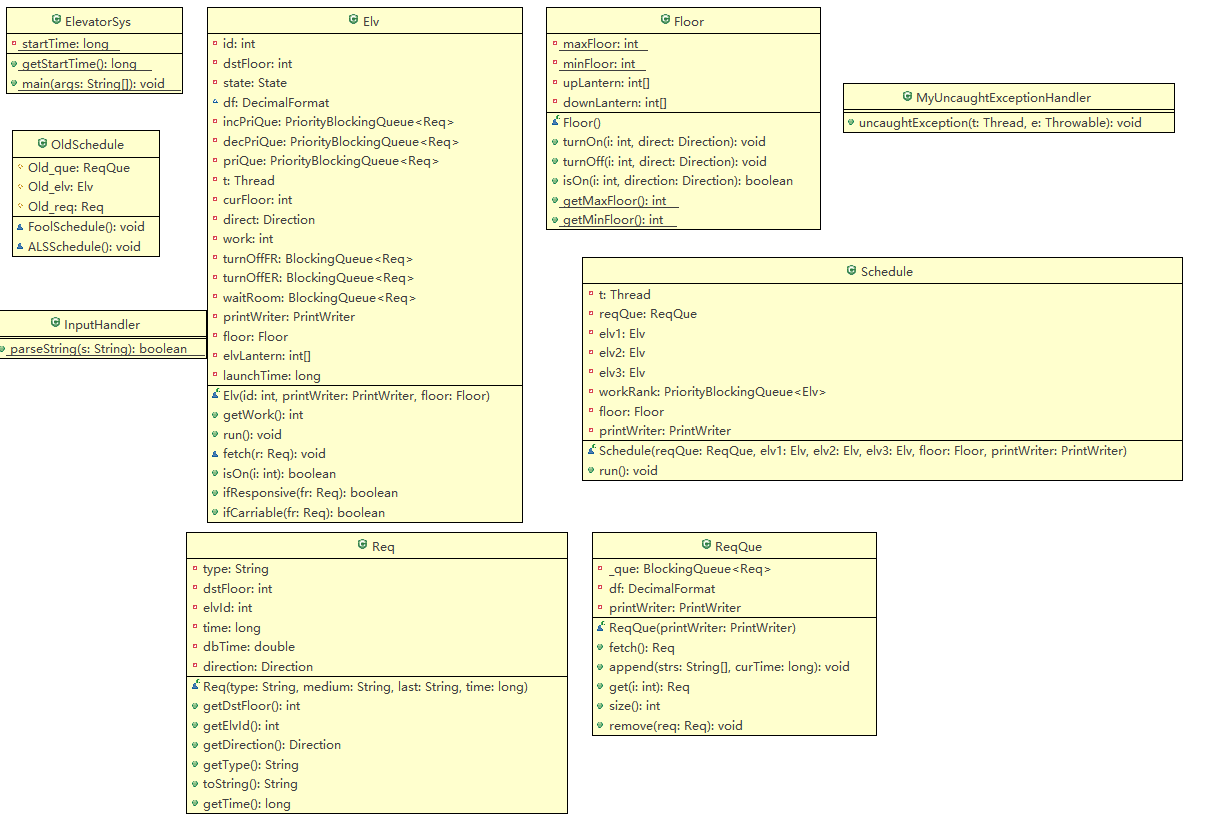 ElevatorSys
startTime: long
getStartTime(): long
main(args: String[]): void
OldSchedule
Old_que: ReqQue
Old_elv: Elv
Old_req: Req
FoolSchedule(): void
ALSSchedule(): void
InputHandler
parseString(s: String): boolean
Elv
id: int
dstFloor: int
state: State
df: DecimalFormat
incPriQue: PriorityBlockingQueue<Req>
decPriQue: PriorityBlockingQueue<Req>
priQue: PriorityBlockingQueue<Req>
t: Thread
curFloor: int
direct: Direction
work: int
turnOffFR: BlockingQueue<Req>
turnOffER: BlockingQueue<Req>
waitRoom: BlockingQueue<Req>
printWriter: PrintWriter
floor: Floor
elvLantern: int[]
launchTime: long
Elv(id: int, printWriter: PrintWriter, floor: Floor)
getWork(): int
run(): void
fetch(r: Req): void
isOn(i: int): boolean
ifResponsive(fr: Req): boolean
ifCarriable(fr: Req): boolean
Floor
maxFloor: int
minFloor: int
upLantern: int[]
downLantern: int[]
Floor()
turnOn(i: int, direct: Direction): void
turnOff(i: int, direct: Direction): void
isOn(i: int, direction: Direction): boolean
getMaxFloor(): int
getMinFloor(): int
MyUncaughtExceptionHandler
uncaughtException(t: Thread, e: Throwable): void
Schedule
t: Thread
reqQue: ReqQue
elv1: Elv
elv2: Elv
elv3: Elv
workRank: PriorityBlockingQueue<Elv>
floor: Floor
printWriter: PrintWriter
Schedule(reqQue: ReqQue, elv1: Elv, elv2: Elv, elv3: Elv, floor: Floor, printWriter: PrintWriter)
run(): void
Req
type: String
dstFloor: int
elvId: int
time: long
dbTime: double
direction: Direction
Req(type: String, medium: String, last: String, time: long)
getDstFloor(): int
getElvId(): int
getDirection(): Direction
getType(): String
toString(): String
getTime(): long
ReqQue
_que: BlockingQueue<Req>
df: DecimalFormat
printWriter: PrintWriter
ReqQue(printWriter: PrintWriter)
fetch(): Req
append(strs: String[], curTime: long): void
get(i: int): Req
size(): int
remove(req: Req): void